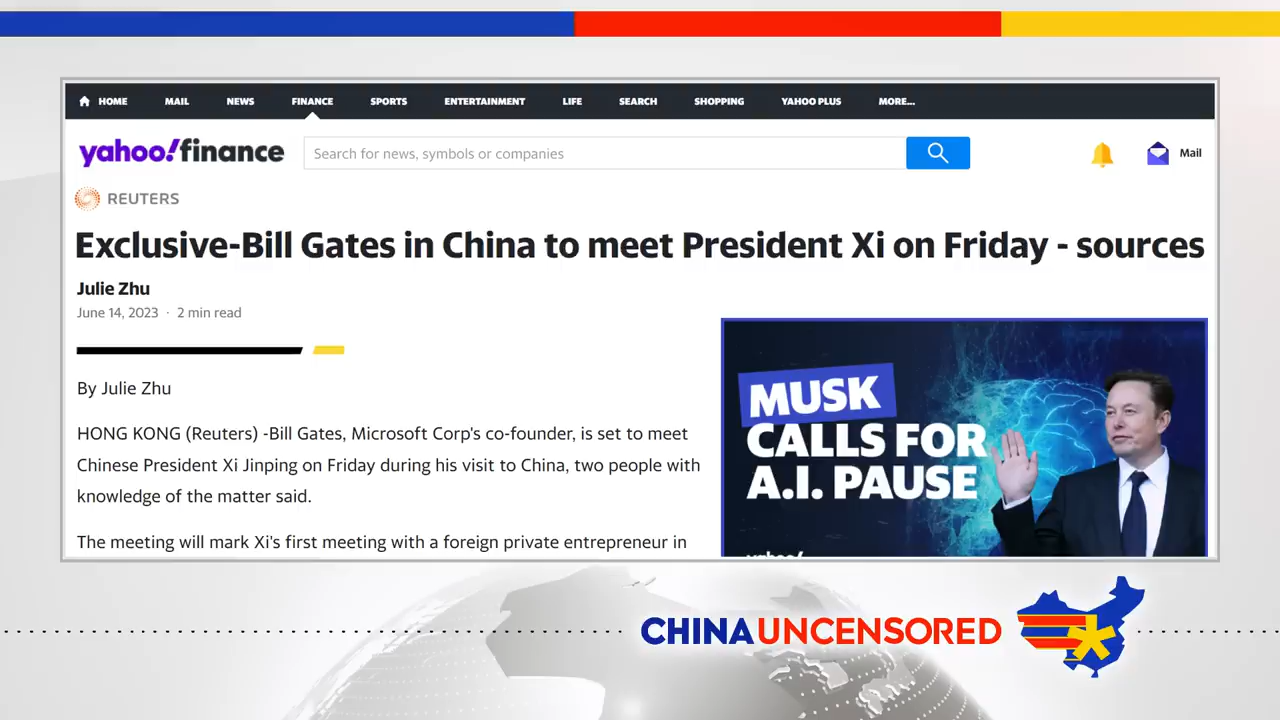 HOME MAIL NEWS FINANCE SPORTS ENTERTAINMENT LIFE SEARCH SHOPPING YAHOO PLUS MORE...
yahoo!finance
Search for news, symbols or companies
Mail
REUTERS
Exclusive-Bill Gates in China to meet President Xi on Friday - sources
Julie Zhu
June 14, 2023 · 2 min read
By Julie Zhu
HONG KONG (Reuters) -Bill Gates, Microsoft Corp's co-founder, is set to meet
Chinese President Xi Jinping on Friday during his visit to China, two people with
knowledge of the matter said.
The meeting will mark Xi's first meeting with a foreign private entrepreneur in
MUSK
CALLS FOR
A.I. PAUSE
yahoo!
CHINA UNCENSORED